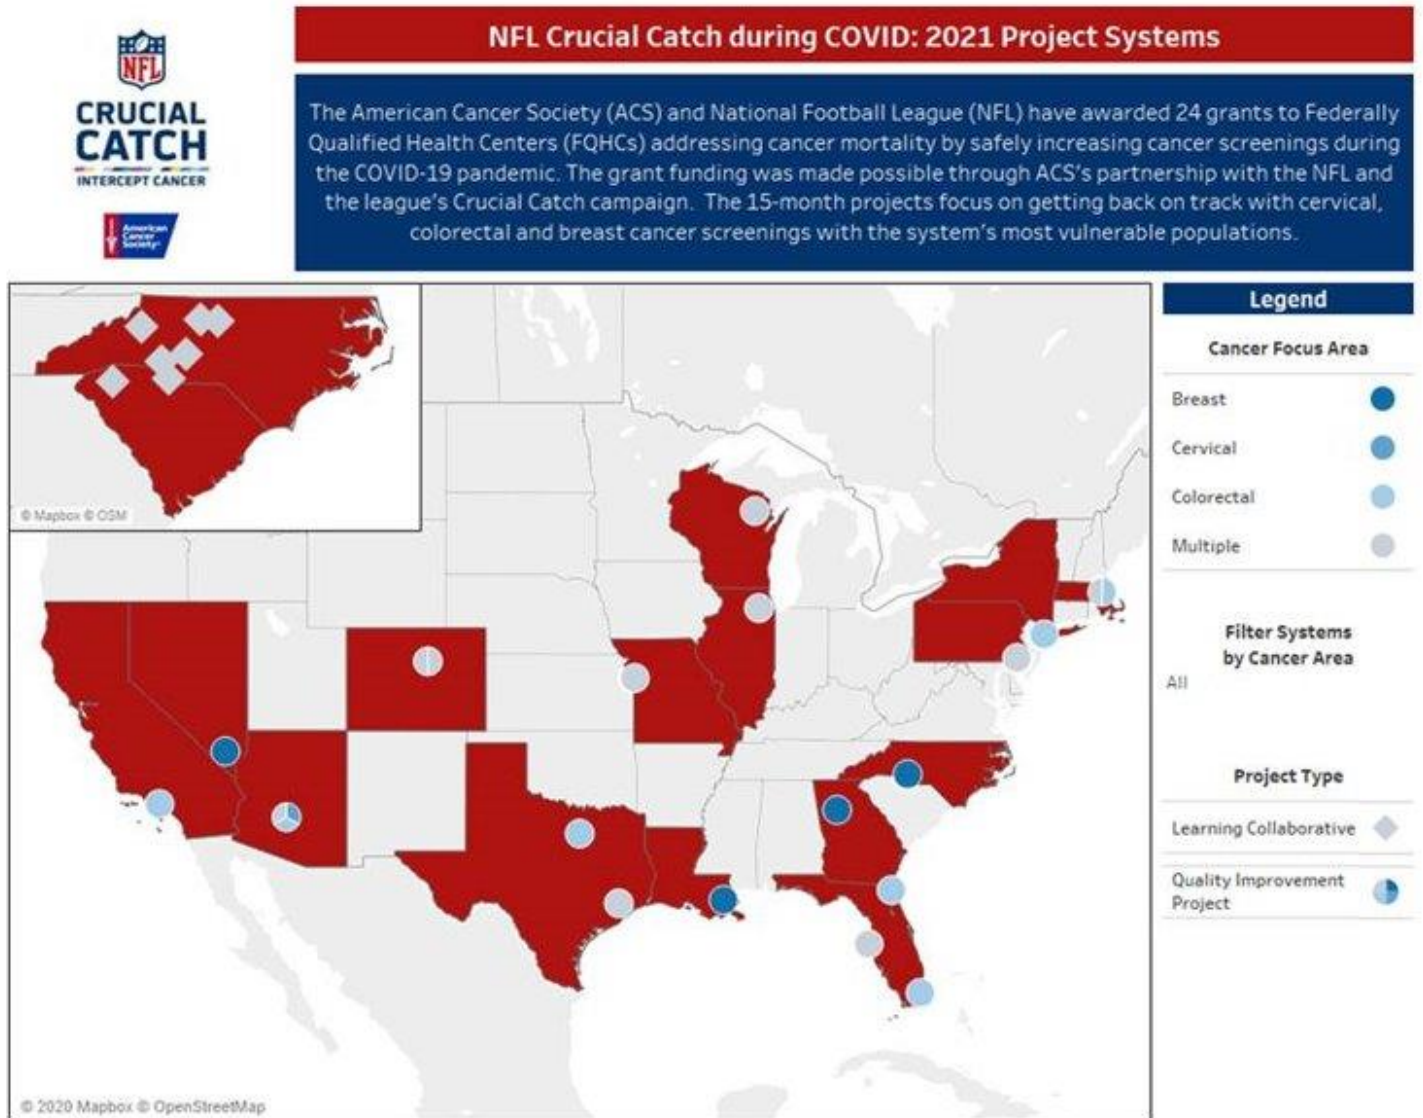 NFL
CRUCIAL
CATCH
INTERCEPT CANCER
American
Cancer
Society
NFL Crucial Catch during COVID: 2021 Project Systems
The American Cancer Society (ACS) and National Football League (NFL) have awarded 24 grants to Federally
Qualified Health Centers (FQHCs) addressing cancer mortality by safely increasing cancer screenings during
the COVID-19 pandemic. The grant funding was made possible through ACS's partnership with the NFL and
the league's Crucial Catch campaign. The 15-month projects focus on getting back on track with cervical,
colorectal and breast cancer screenings with the system's most vulnerable populations.
© Mapbox © OSM
© 2020 Mapbox © OpenStreetMap
Legend
Cancer Focus Area
Breast
Cervical
Colorectal
Multiple
Filter Systems
by Cancer Area
All
Project Type
Learning Collaborative
Quality Improvement
Project